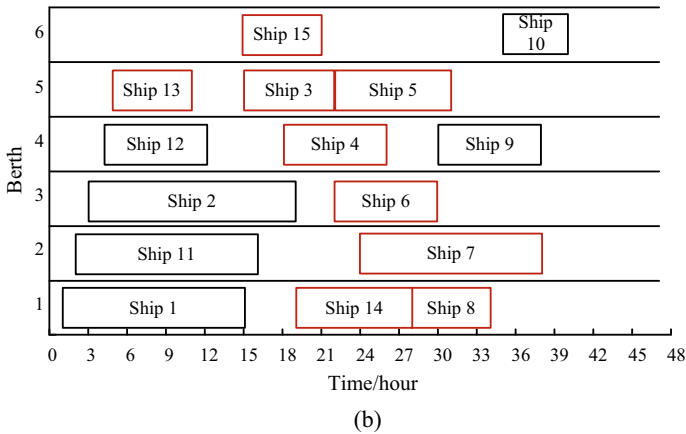 6
Ship 15
Ship
10
5
Ship 13
Ship 3
Ship 5
4
Ship 12
Ship 4
Ship 9
Berth
3
Ship 2
Ship 6
2
Ship 11
Ship 7
1
Ship 1
Ship 14
Ship 8
0 3 6 9 12 15 18 21 24 27 30 33 36 39 42 45 48
Time/hour
(b)